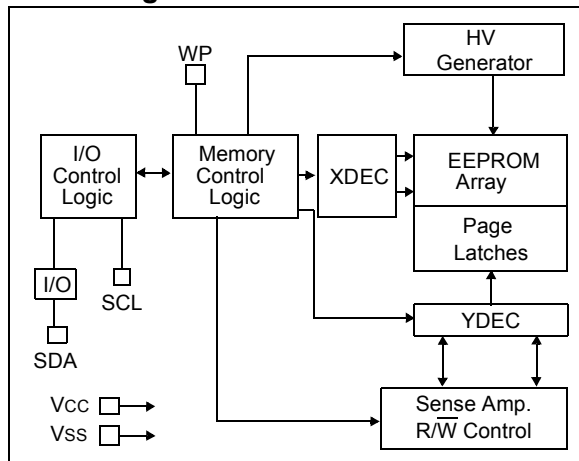 WP
HV
Generator
I/O
Control
Logic
Memory
Control
Logic
XDEC
EEPROM
Array
Page
Latches
I/O
SCL
SDA
YDEC
VCC
VSS
Sense Amp.
R/W̅ Control